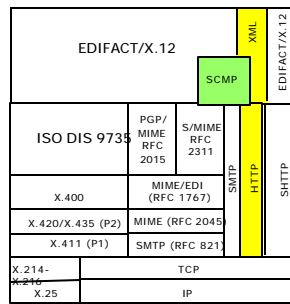 EDIFACT/X.12
XML
EDIFACT/X.12
SCMP
ISO DIS 9735
PGP/
MIME
RFC
2015
S/MIME
RFC
2311
SMTP
HTTP
SHTTP
X.400
MIME/EDI
(RFC 1767)
X.420/X.435 (P2)
MIME (RFC 2045)
X.411 (P1)
SMTP (RFC 821)
X.214-
X.216
TCP
X.25
IP